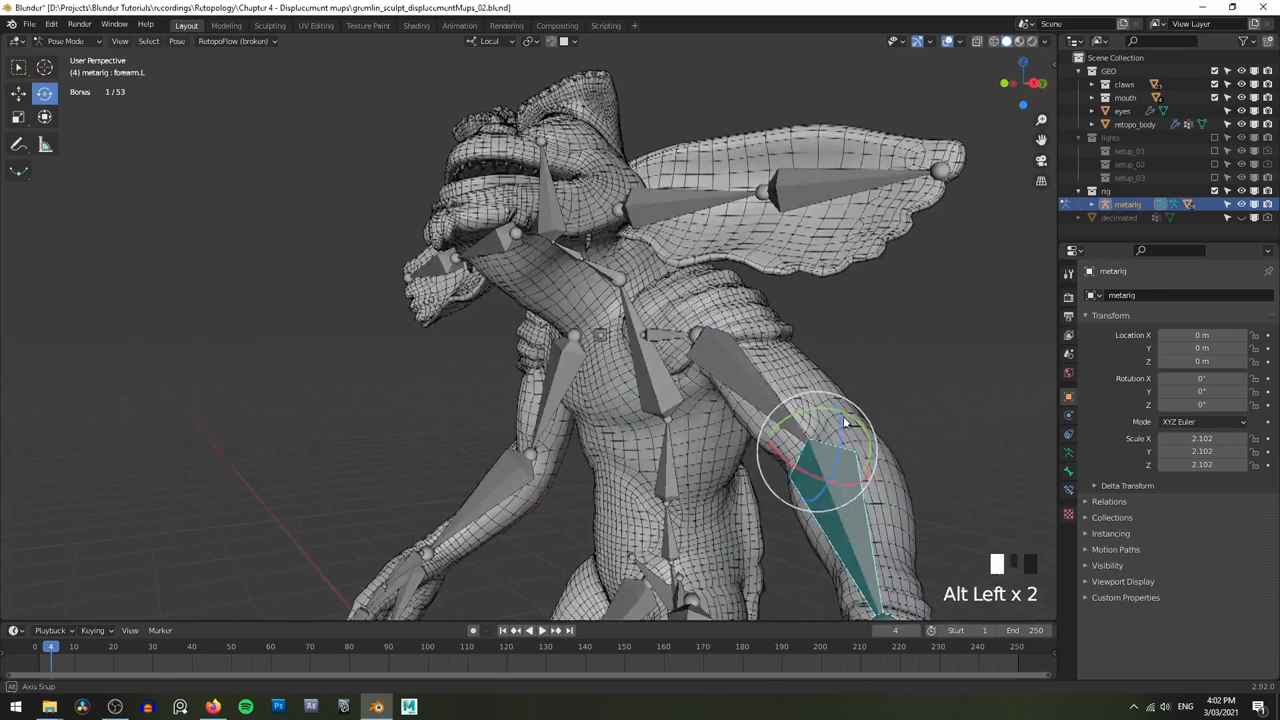 Blender* [D:\Projects\Blender Tutorials\recordings\Retopology\Chapter 4 - Displacement maps\gremlin_sculpt_displacmentMaps_02.blend]
File Edit Render Window Help Layout Modeling Sculpting UV Editing Texture Paint Shading Animation Rendering Compositing Scripting + Scene View Layer
Pose Mode View Select Pose RetopoFlow (broken) Local
User Perspective
(4) metarig : forearm.L
Bones 1 / 53
Z
X
Y
Scene Collection
GEO
claws
mouth
eyes
retopo_body
lights
setup_01
setup_02
setup_03
rig
metarig
decimated
metarig
metarig
Transform
Location X 0 m
Y 0 m
Z 0 m
Rotation X 0°
Y 0°
Z 0°
Mode XYZ Euler
Scale X 2.102
Y 2.102
Z 2.102
Delta Transform
Relations
Collections
Instancing
Motion Paths
Visibility
Viewport Display
Custom Properties
Alt Left x 2
Playback Keying View Marker 4 Start 1 End 250
0 4 10 20 30 40 50 60 70 80 90 100 110 120 130 140 150 160 170 180 190 200 210 220 230 240 250
Axis Snap 2.92.0
ENG 4:02 PM
3/03/2021